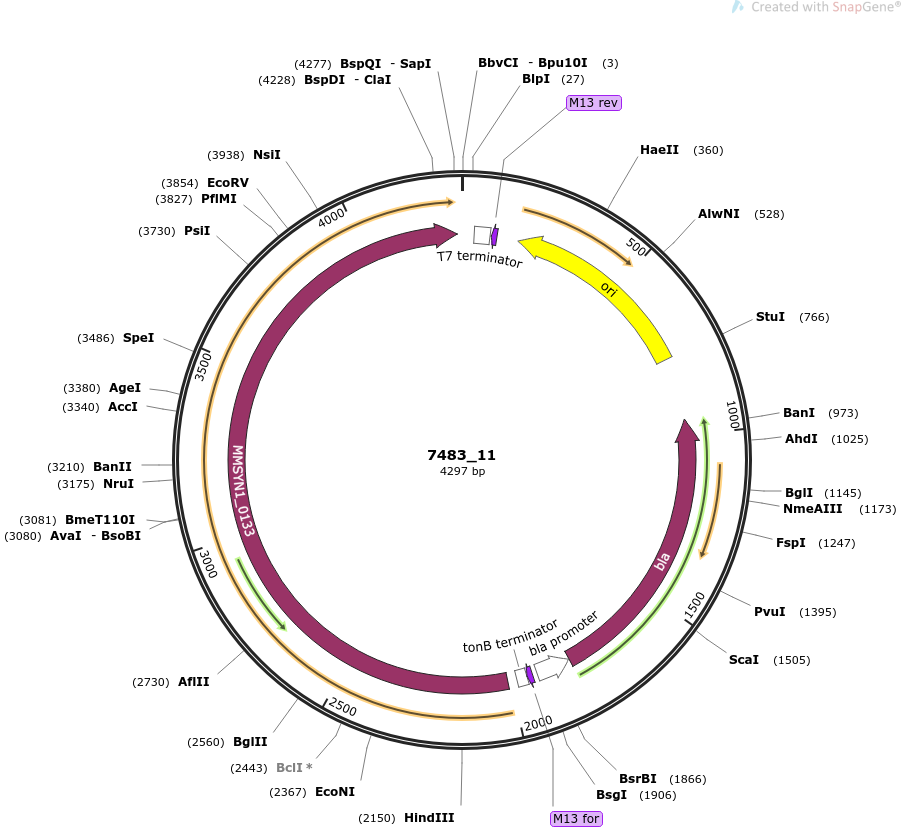 Created with SnapGene®
(4277) BspQI - SapI
(4228) BspDI - ClaI
BbvCI - Bpu10I (3)
BlpI (27)
M13 rev
(3938) NsiI
(3854) EcoRV
(3827) PflMI
(3730) PsiI
HaeII (360)
AlwNI (528)
4000
500
T7 terminator
ori
StuI (766)
(3486) SpeI
3500
(3380) AgeI
(3340) AccI
1000
BanI (973)
AhdI (1025)
(3210) BanII
(3175) NruI
MMSYN1_0133
7483_11
4297 bp
BglI (1145)
NmeAIII (1173)
(3081) BmeT110I
(3080) AvaI - BsoBI
FspI (1247)
3000
bla
1500
PvuI (1395)
ScaI (1505)
tonB terminator
bla promoter
(2730) AflII
2500
2000
(2560) BglII
(2443) BclI *
(2367) EcoNI
(2150) HindIII
BsrBI (1866)
BsgI (1906)
M13 for